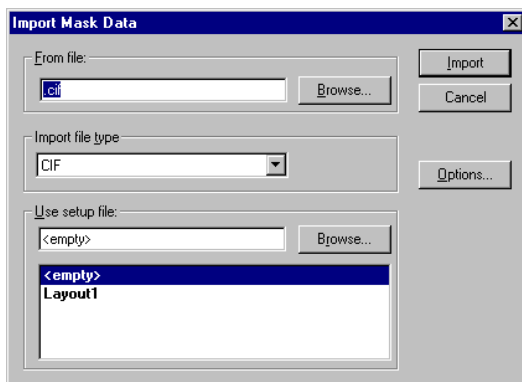 Import Mask Data
From file:
.cif
Browse...
Import
Cancel
Import file type
CIF
Options...
Use setup file:
<empty>
Browse...
<empty>
Layout1